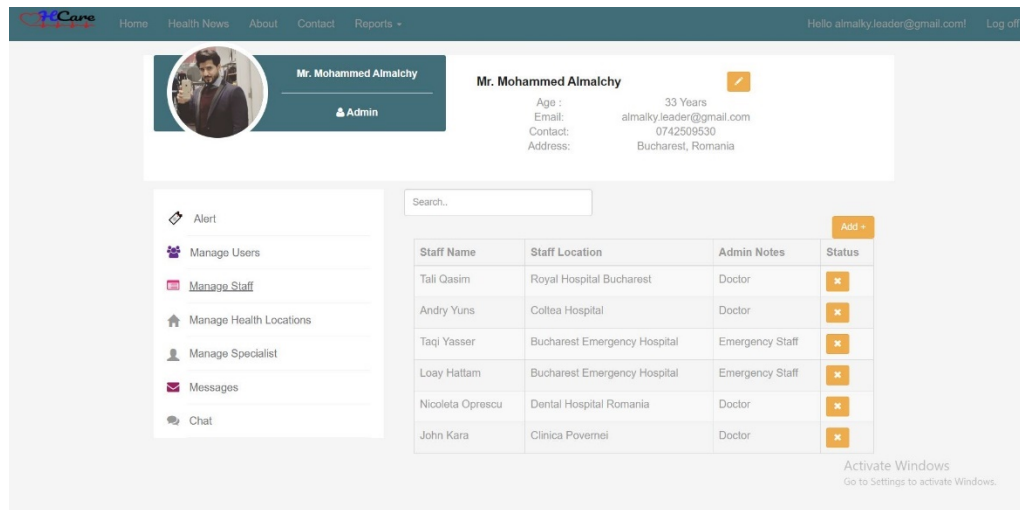 HCare Home Health News About Contact Reports Hello almalky.leader@gmail.com! Log off
Mr. Mohammed Almalchy
Admin
Mr. Mohammed Almalchy
Age : 33 Years
Email: almalky.leader@gmail.com
Contact: 0742509530
Address: Bucharest, Romania
Alert
Manage Users
Manage Staff
Manage Health Locations
Manage Specialist
Messages
Chat
Search..
Add +
Staff Name Staff Location Admin Notes Status
Tali Qasim Royal Hospital Bucharest Doctor
Andry Yuns Coltea Hospital Doctor
Taqi Yasser Bucharest Emergency Hospital Emergency Staff
Loay Hattam Bucharest Emergency Hospital Emergency Staff
Nicoleta Oprescu Dental Hospital Romania Doctor
John Kara Clinica Povernei Doctor
Activate Windows
Go to Settings to activate Windows.